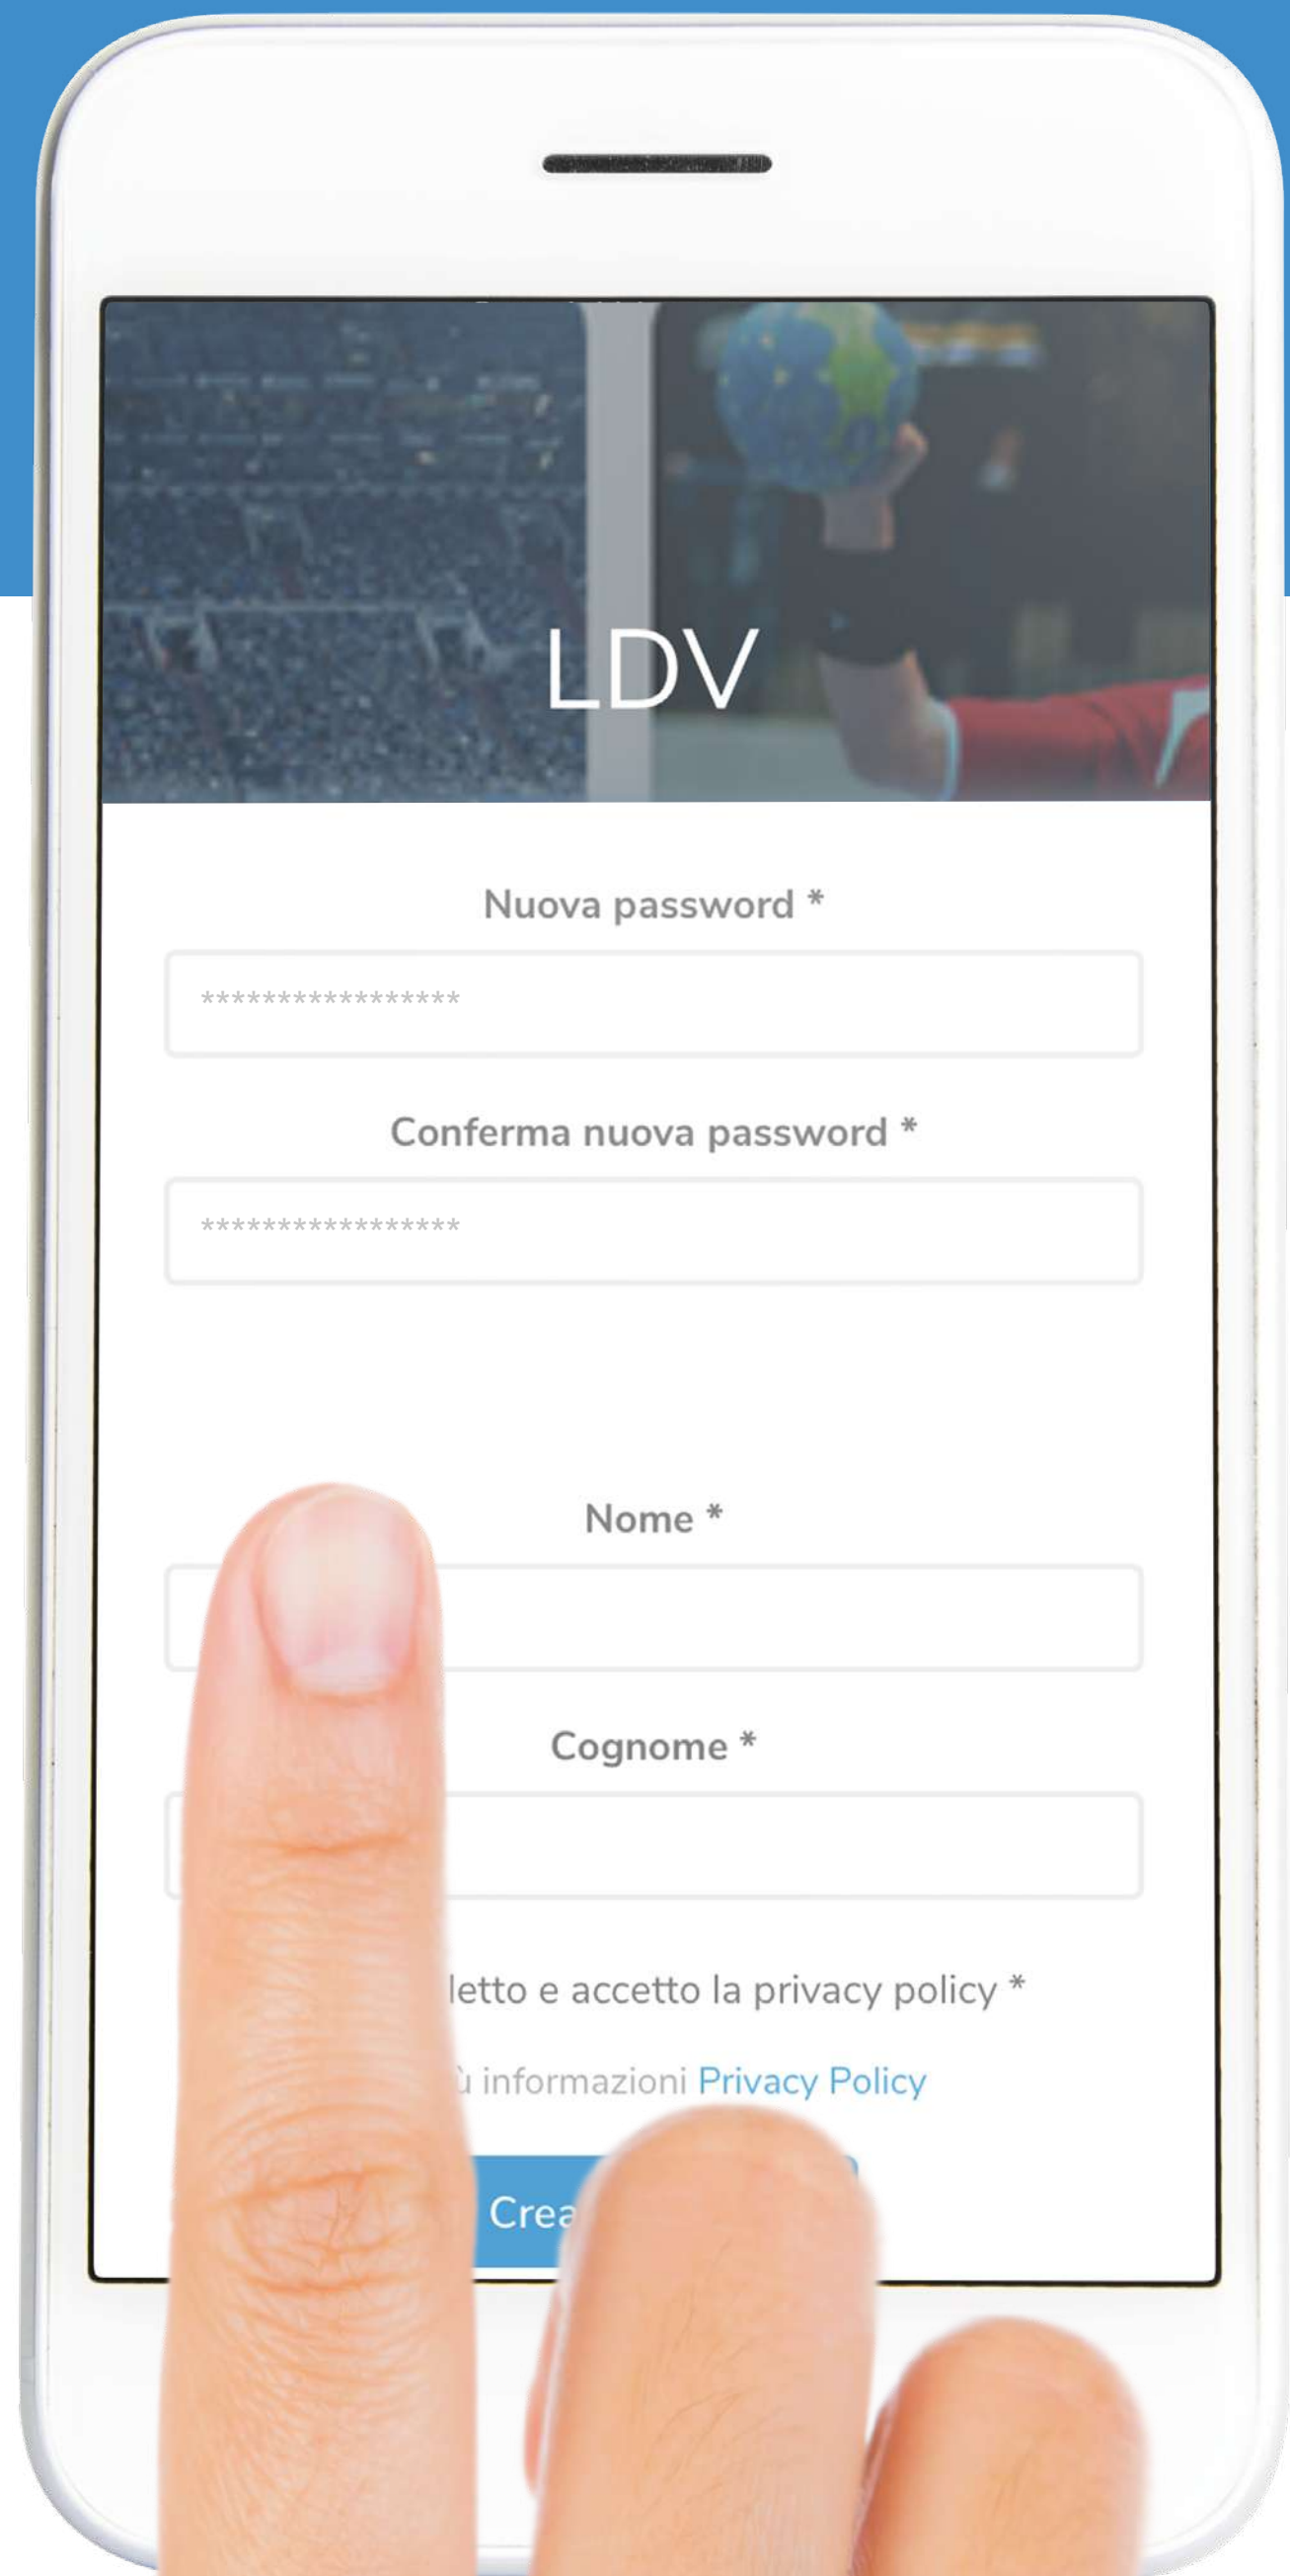 LDV
Nuova password *
*****************
Conferma nuova password *
*****************
Nome *
Cognome *
letto e accetto la privacy policy *
informazioni Privacy Policy